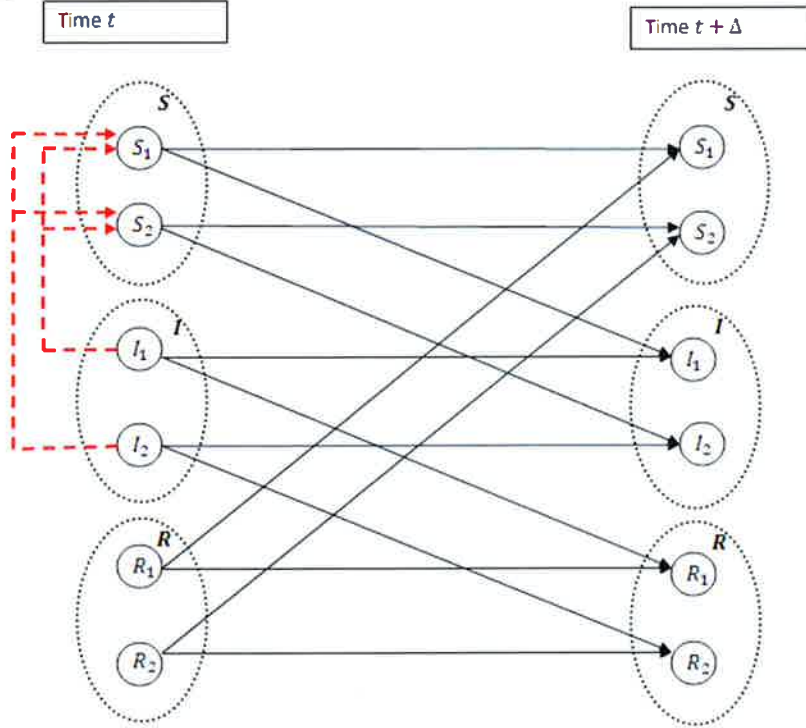 Time t
Time t + Δ
S
S
S₁
S₁
S₂
S₂
I
I
I₁
I₁
I₂
I₂
R
R
R₁
R₁
R₂
R₂